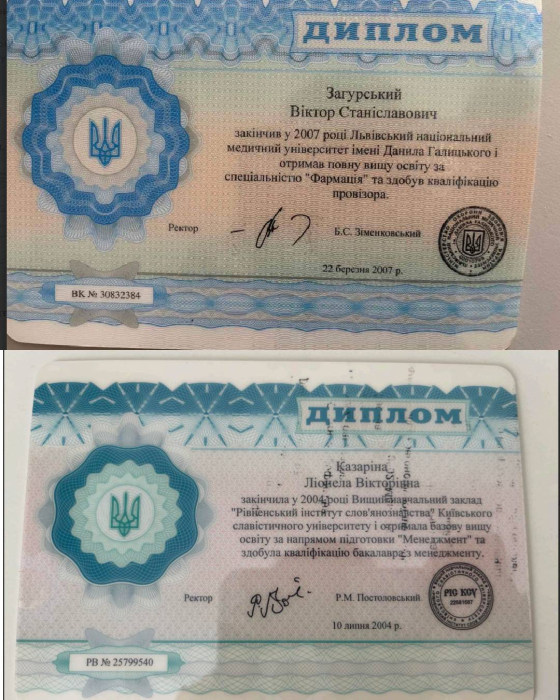 ДИПЛОМ
Загурський
Віктор Станіславович
закінчив у 2007 році Львівський національний
медичний університет імені Данила Галицького і
отримав повну вищу освіту за
спеціальністю "Фармація" та здобув кваліфікацію
провізора.
Ректор
Б.С. Зіменковський
22 березня 2007 р.
ВК № 30832384
ДИПЛОМ
Казаріна
Ліонела Вікторівна
закінчила у 2004 році Вищий навчальний заклад
"Рівненський інститут слов'янознавства" Київського
славістичного університету і отримала базову вищу
освіту за напрямом підготовки "Менеджмент" та
здобула кваліфікацію бакалавра з менеджменту.
Ректор
Р.М. Постоловський
РІС КСУ
10 липня 2004 р.
РВ № 25799540